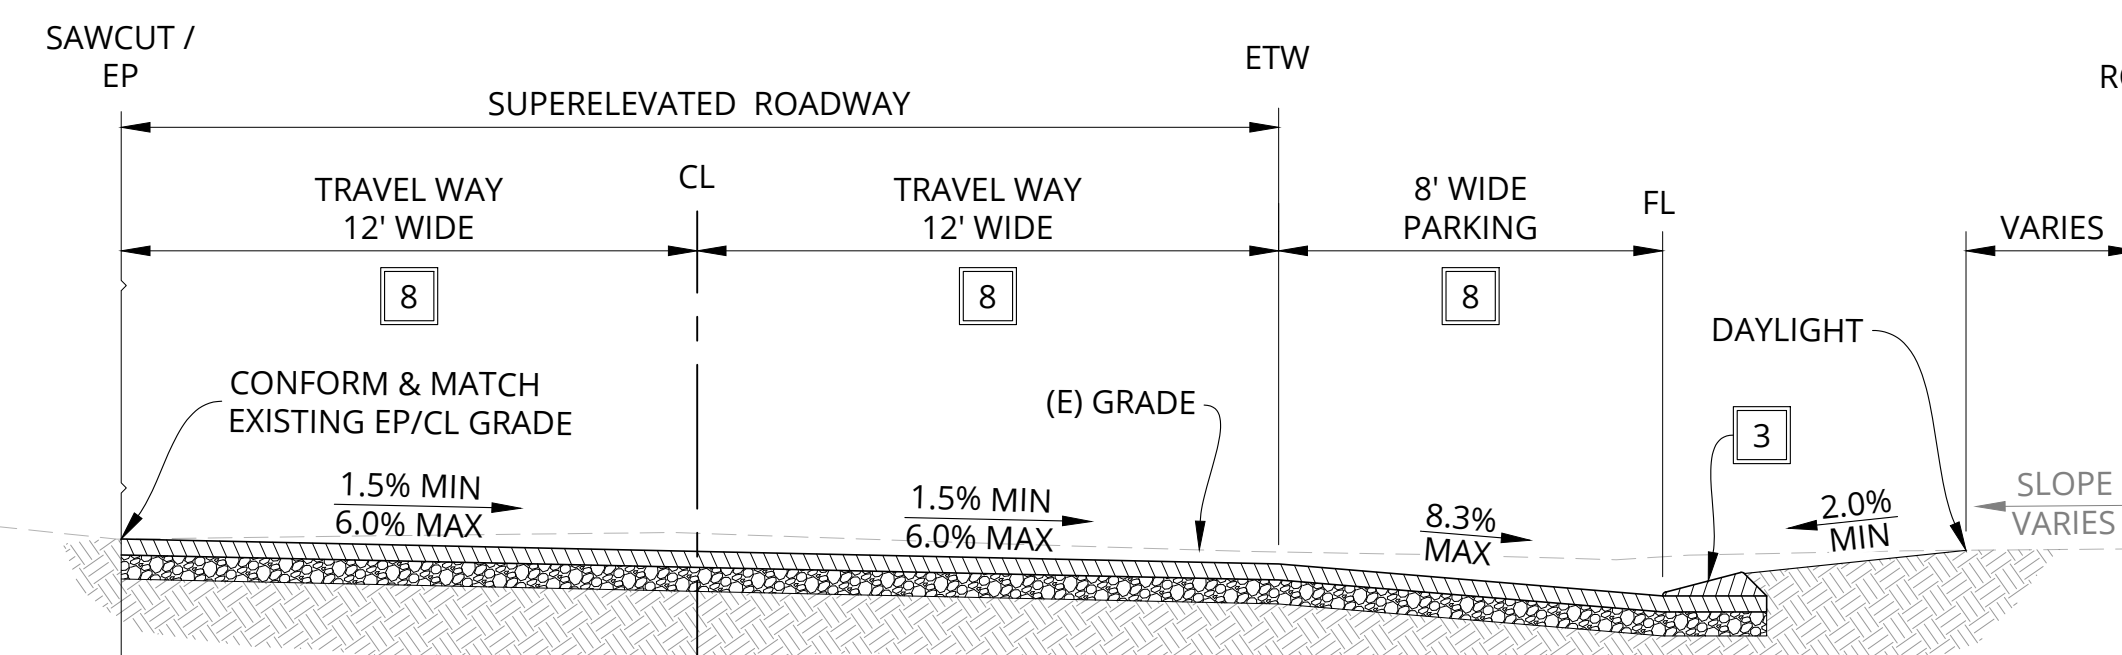 SAWCUT /
EP
SUPERELEVATED ROADWAY
ETW
TRAVEL WAY
12' WIDE
CL
TRAVEL WAY
12' WIDE
8' WIDE
PARKING
FL
VARIES
8
8
8
DAYLIGHT
CONFORM & MATCH
EXISTING EP/CL GRADE
(E) GRADE
3
1.5% MIN
6.0% MAX
1.5% MIN
6.0% MAX
8.3%
MAX
2.0%
MIN
SLOPE
VARIES